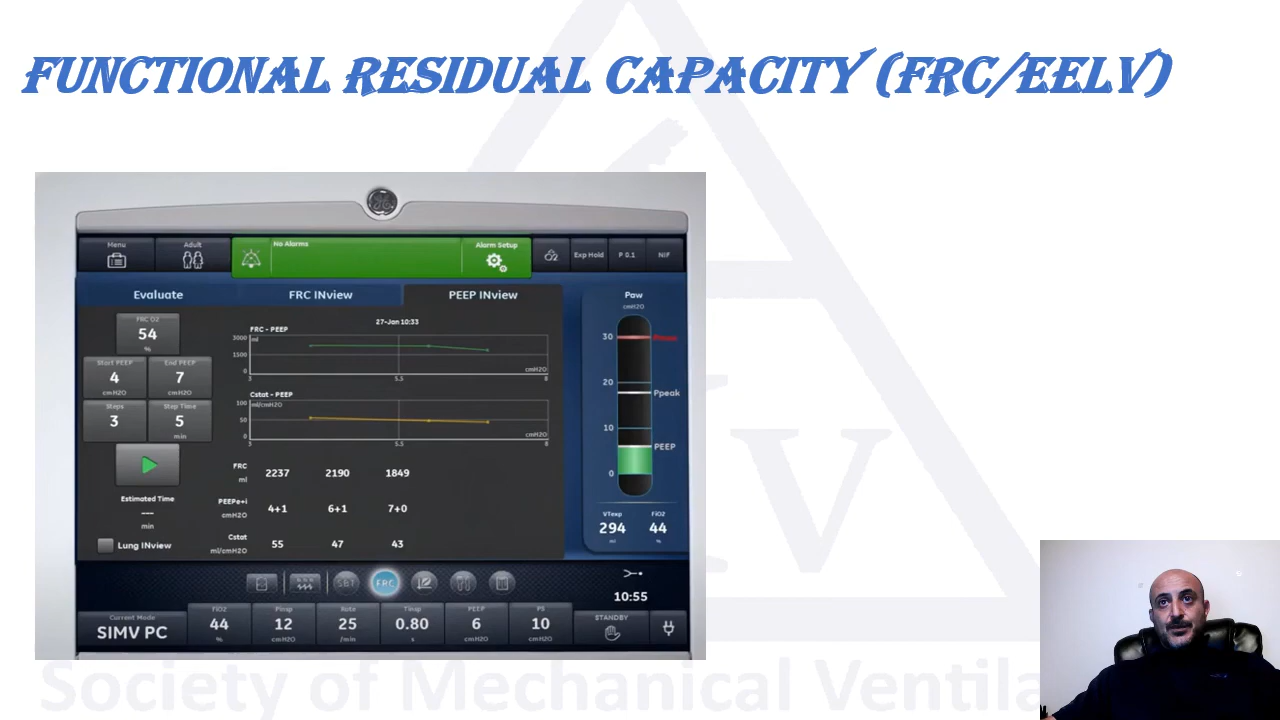 FUNCTIONAL RESIDUAL CAPACITY (FRC/EELV)
Menu
Adult
No Alarms
Alarm Setup
O2
Exp Hold
P 0.1
NIF
Evaluate
FRC INview
PEEP INview
Paw
cmH2O
FRC O2
54
%
Start PEEP
4
cmH2O
End PEEP
7
cmH2O
Steps
3
Step Time
5
min
Estimated Time
---
min
Lung INview
27-Jan 10:33
FRC - PEEP
3000
ml
1500
0
cmH2O
3
5.5
8
Cstat - PEEP
100
ml/cmH2O
50
0
cmH2O
3
5.5
8
FRC
ml
2237 2190 1849
PEEPe+i
cmH2O
4+1 6+1 7+0
Cstat
ml/cmH2O
55 47 43
30
20
Ppeak
10
PEEP
0
VTexp
294
ml
FiO2
44
%
SBT
FRC
10:55
Current Mode
SIMV PC
FiO2
44
%
Pinsp
12
cmH2O
Rate
25
/min
Tinsp
0.80
s
PEEP
6
cmH2O
PS
10
cmH2O
STANDBY
Society of Mechanical Ventila